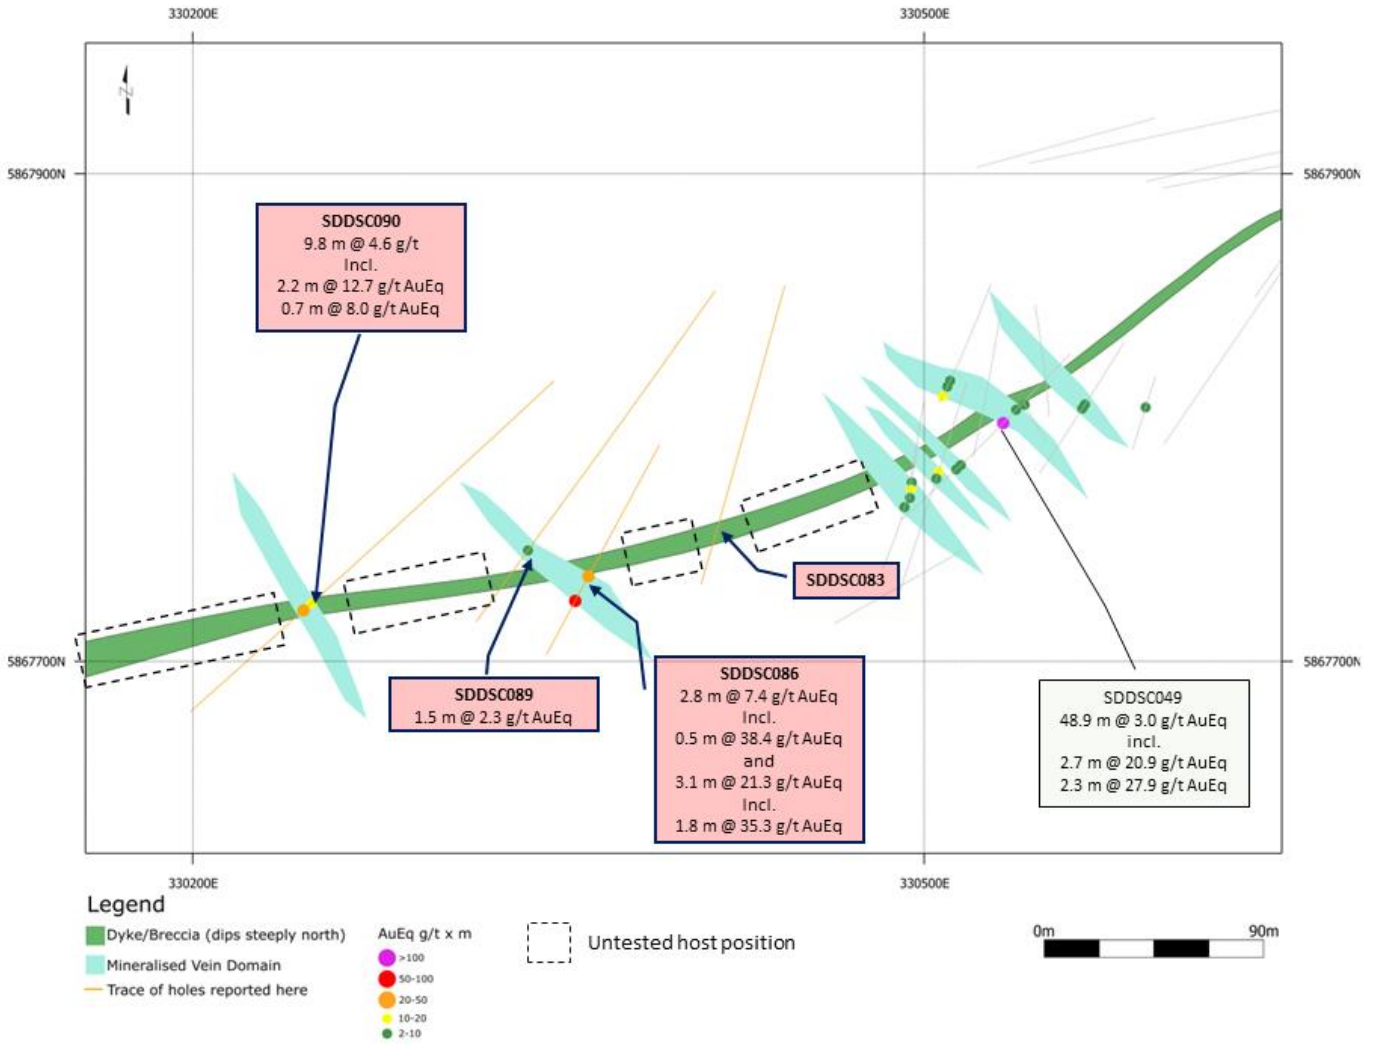 330200E
330500E
Z
5867900N
5867900N
SDDSC090
9.8 m @ 4.6 g/t
Incl.
2.2 m @ 12.7 g/t AuEq
0.7 m @ 8.0 g/t AuEq
SDDSC083
5867700N
5867700N
SDDSC089
1.5 m @ 2.3 g/t AuEq
SDDSC086
2.8 m @ 7.4 g/t AuEq
Incl.
0.5 m @ 38.4 g/t AuEq
and
3.1 m @ 21.3 g/t AuEq
Incl.
1.8 m @ 35.3 g/t AuEq
SDDSC049
48.9 m @ 3.0 g/t AuEq
incl.
2.7 m @ 20.9 g/t AuEq
2.3 m @ 27.9 g/t AuEq
330200E
330500E
Legend
Dyke/Breccia (dips steeply north)
Mineralised Vein Domain
Trace of holes reported here
AuEq g/t x m
>100
50-100
20-50
10-20
2-10
Untested host position
0m
90m